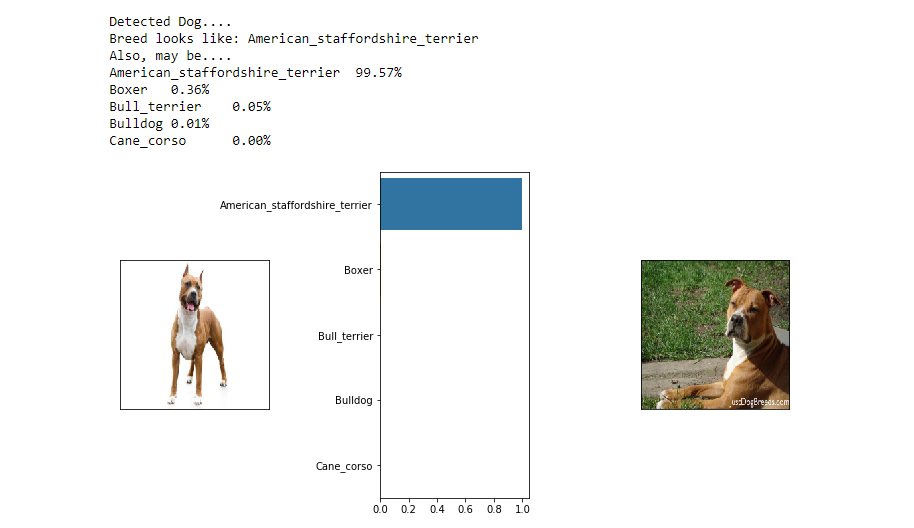 Detected Dog....
Breed looks like: American_staffordshire_terrier
Also, may be....
American_staffordshire_terrier 99.57%
Boxer 0.36%
Bull_terrier 0.05%
Bulldog 0.01%
Cane_corso 0.00%
American_staffordshire_terrier
Boxer
Bull_terrier
Bulldog
Cane_corso
0.0 0.2 0.4 0.6 0.8 1.0
JustDogBreeds.com